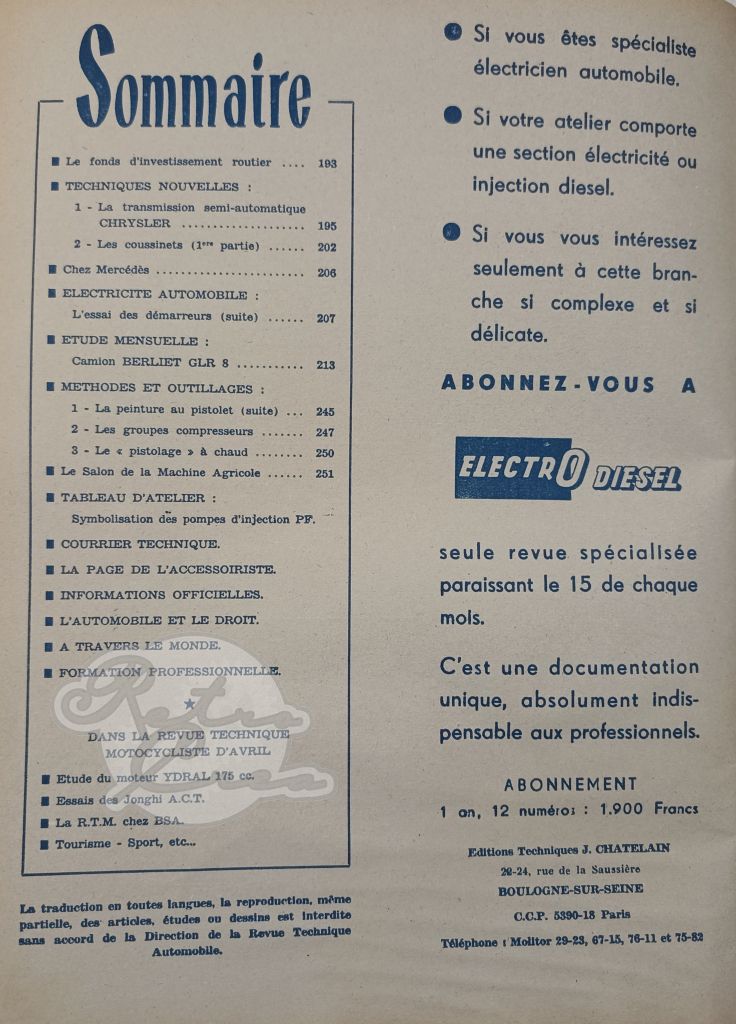 Sommaire
■ Le fonds d'investissement routier .... 193
■ TECHNIQUES NOUVELLES :
1 - La transmission semi-automatique
CHRYSLER .................... 195
2 - Les coussinets (1ere partie) ...... 202
■ Chez Mercédès ........................ 206
■ ELECTRICITE AUTOMOBILE :
L'essai des démarreurs (suite) ...... 207
■ ETUDE MENSUELLE :
Camion BERLIET GLR 8 ........... 213
■ METHODES ET OUTILLAGES :
1 - La peinture au pistolet (suite) ... 245
2 - Les groupes compresseurs ....... 247
3 - Le « pistolage » à chaud ........ 250
■ Le Salon de la Machine Agricole ...... 251
■ TABLEAU D'ATELIER :
Symbolisation des pompes d'injection PF.
■ COURRIER TECHNIQUE.
■ LA PAGE DE L'ACCESSOIRISTE.
■ INFORMATIONS OFFICIELLES.
■ L'AUTOMOBILE ET LE DROIT.
■ A TRAVERS LE MONDE.
■ FORMATION PROFESSIONNELLE.
★
DANS LA REVUE TECHNIQUE
MOTOCYCLISTE D'AVRIL
■ Etude du moteur YDRAL 175 cc.
■ Essais des Jonghi A.C.T.
■ La R.T.M. chez BSA.
■ Tourisme - Sport, etc...
La traduction en toutes langues, la reproduction, même
partielle, des articles, études ou dessins est interdite
sans accord de la Direction de la Revue Technique
Automobile.
● Si vous êtes spécialiste
électricien automobile.
● Si votre atelier comporte
une section électricité ou
injection diesel.
● Si vous vous intéressez
seulement à cette bran-
che si complexe et si
délicate.
ABONNEZ-VOUS A
ELECTRO DIESEL
seule revue spécialisée
paraissant le 15 de chaque
mois.
C'est une documentation
unique, absolument indis-
pensable aux professionnels.
ABONNEMENT
1 an, 12 numéros : 1.900 Francs
Editions Techniques J. CHATELAIN
20-24, rue de la Saussière
BOULOGNE-SUR-SEINE
C.C.P. 5390-18 Paris
Téléphone : Molitor 29-23, 67-15, 76-11 et 75-82
Retro